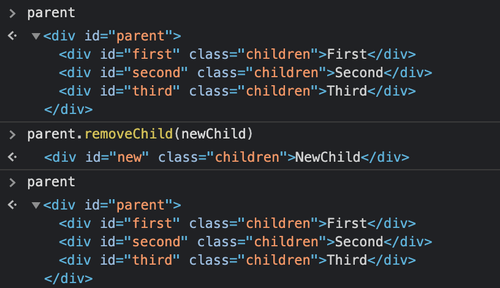 > parent
<· ▼<div id="parent">
<div id="first" class="children">First</div>
<div id="second" class="children">Second</div>
<div id="third" class="children">Third</div>
</div>
> parent.removeChild(newChild)
<· <div id="new" class="children">NewChild</div>
> parent
<· ▼<div id="parent">
<div id="first" class="children">First</div>
<div id="second" class="children">Second</div>
<div id="third" class="children">Third</div>
</div>